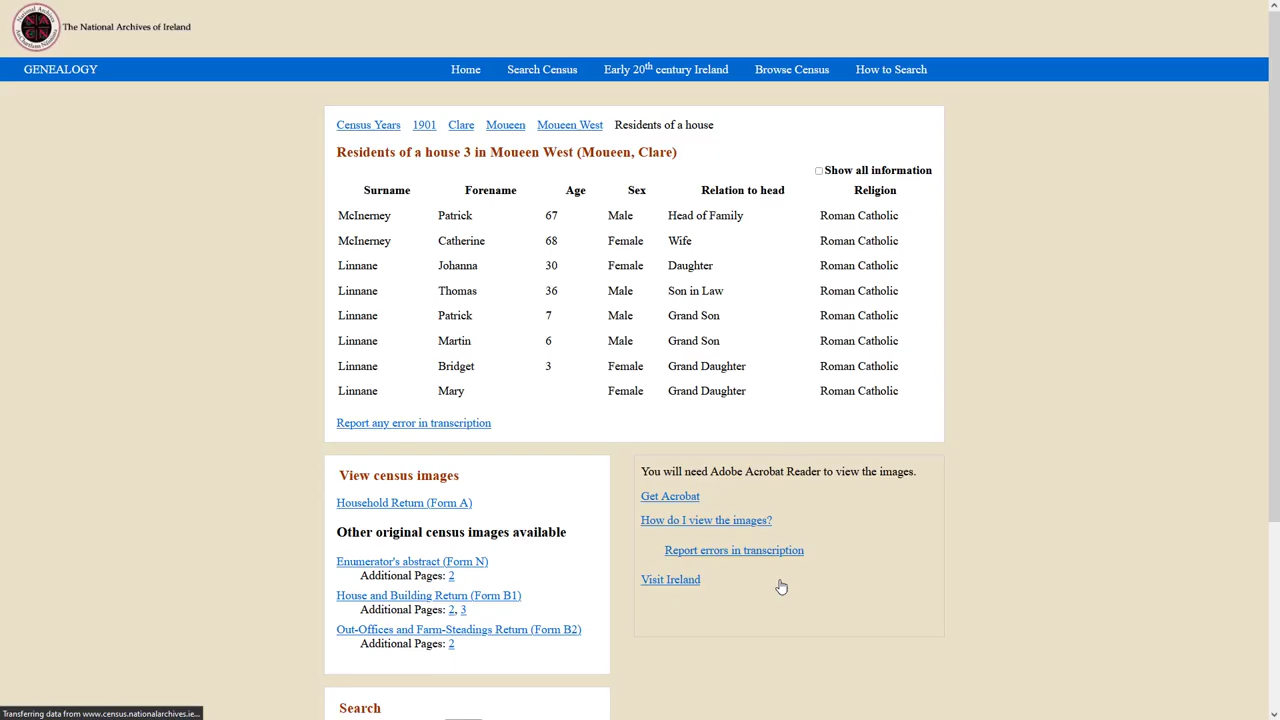 The National Archives of Ireland
GENEALOGY Home Search Census Early 20th century Ireland Browse Census How to Search
Census Years 1901 Clare Moueen Moueen West Residents of a house
Residents of a house 3 in Moueen West (Moueen, Clare)
Show all information
Surname Forename Age Sex Relation to head Religion
McInerney Patrick 67 Male Head of Family Roman Catholic
McInerney Catherine 68 Female Wife Roman Catholic
Linnane Johanna 30 Female Daughter Roman Catholic
Linnane Thomas 36 Male Son in Law Roman Catholic
Linnane Patrick 7 Male Grand Son Roman Catholic
Linnane Martin 6 Male Grand Son Roman Catholic
Linnane Bridget 3 Female Grand Daughter Roman Catholic
Linnane Mary Female Grand Daughter Roman Catholic
Report any error in transcription
View census images
Household Return (Form A)
Other original census images available
Enumerator's abstract (Form N)
Additional Pages: 2
House and Building Return (Form B1)
Additional Pages: 2, 3
Out-Offices and Farm-Steadings Return (Form B2)
Additional Pages: 2
You will need Adobe Acrobat Reader to view the images.
Get Acrobat
How do I view the images?
Report errors in transcription
Visit Ireland
Search
Transferring data from www.census.nationalarchives.ie...